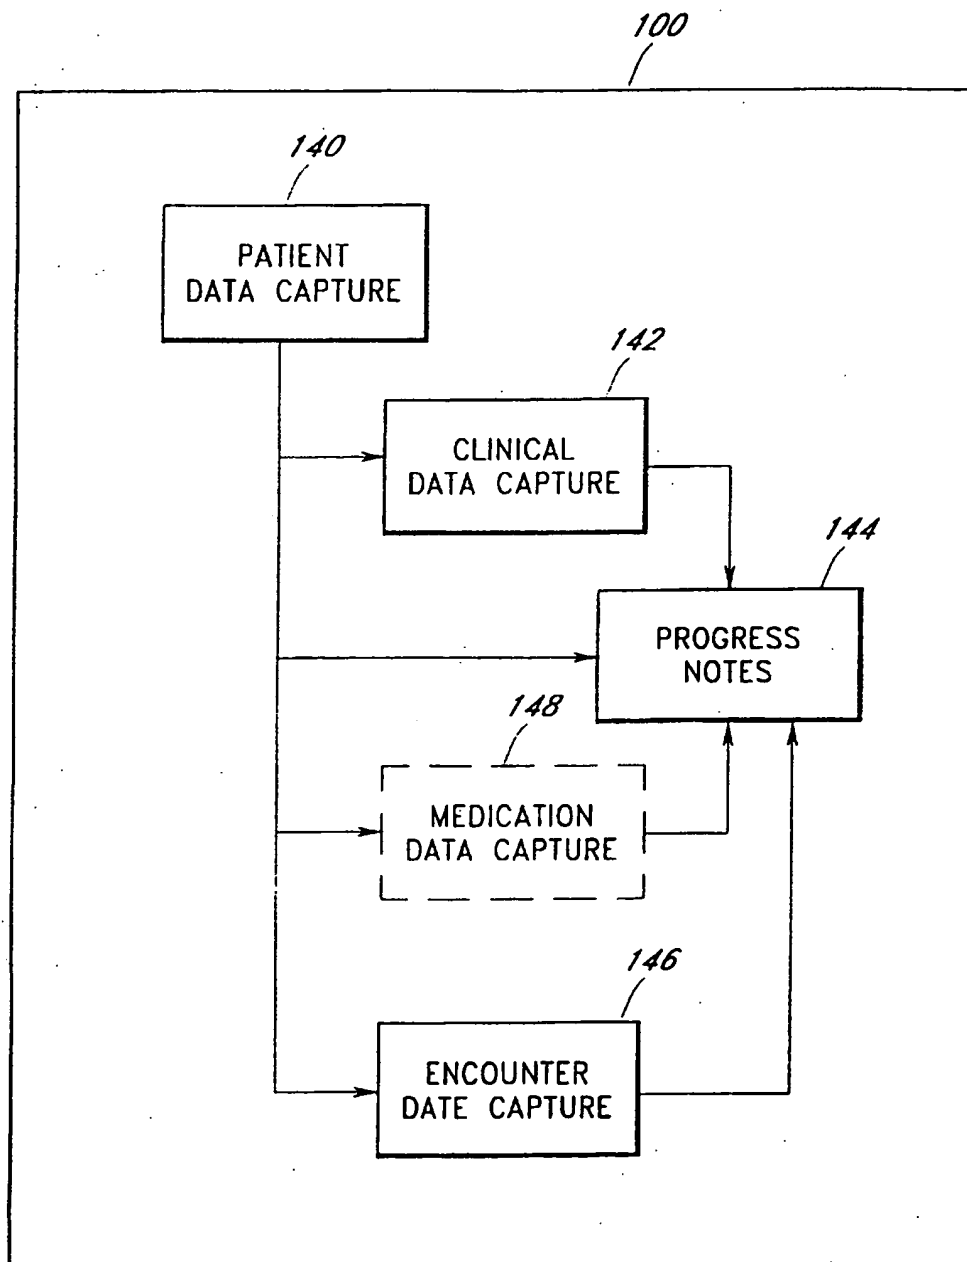 100
140
PATIENT
DATA CAPTURE
142
CLINICAL
DATA CAPTURE
144
PROGRESS
NOTES
148
MEDICATION
DATA CAPTURE
146
ENCOUNTER
DATE CAPTURE